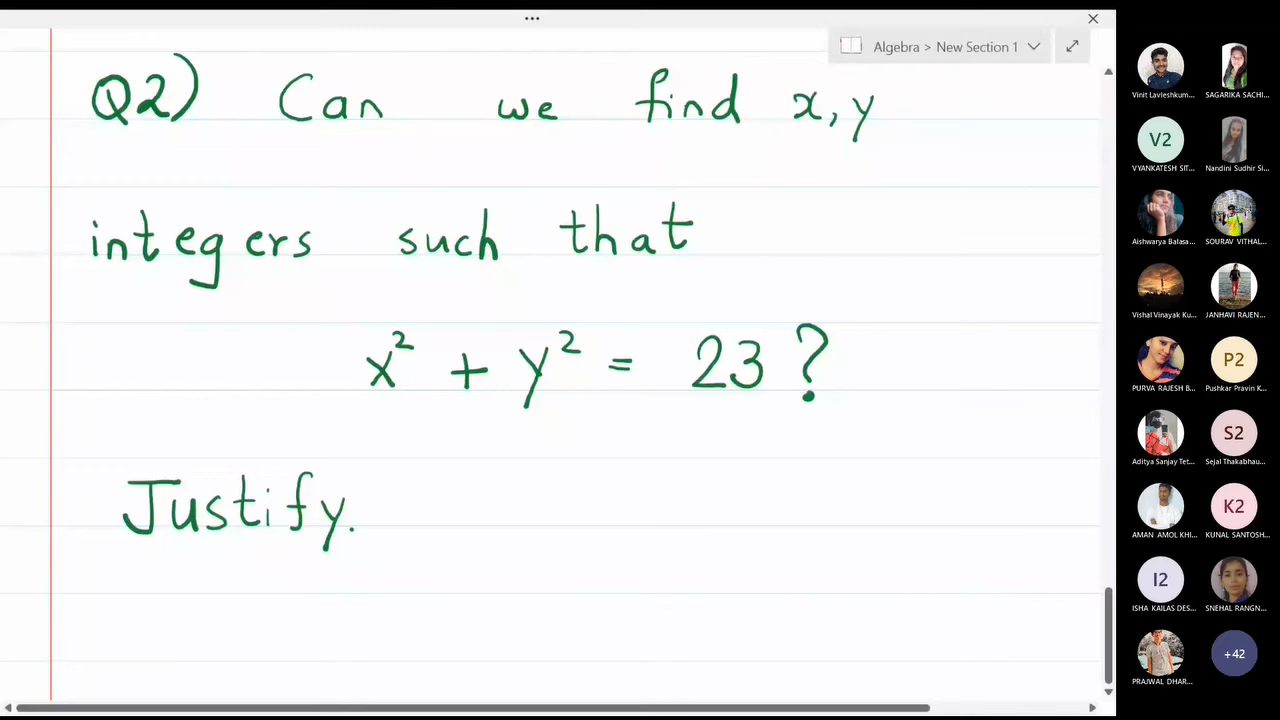 ...
Algebra > New Section 1
Q2) Can we find x, y
integers such that
x² + y² = 23 ?
Justify.
Vinit Lavleshkum...
SAGARIKA SACHI...
V2
VYANKATESH SIT...
Nandini Sudhir Si...
Aishwarya Balasa...
SOURAV VITHAL...
Vishal Vinayak Ku...
JANHAVI RAJEN...
PURVA RAJESH B...
P2
Pushkar Pravin K...
Aditya Sanjay Tet...
S2
Sejal Thakabhau...
AMAN AMOL KHI...
K2
KUNAL SANTOSH...
I2
ISHA KAILAS DES...
SNEHAL RANGN...
PRAJWAL DHAR...
+42